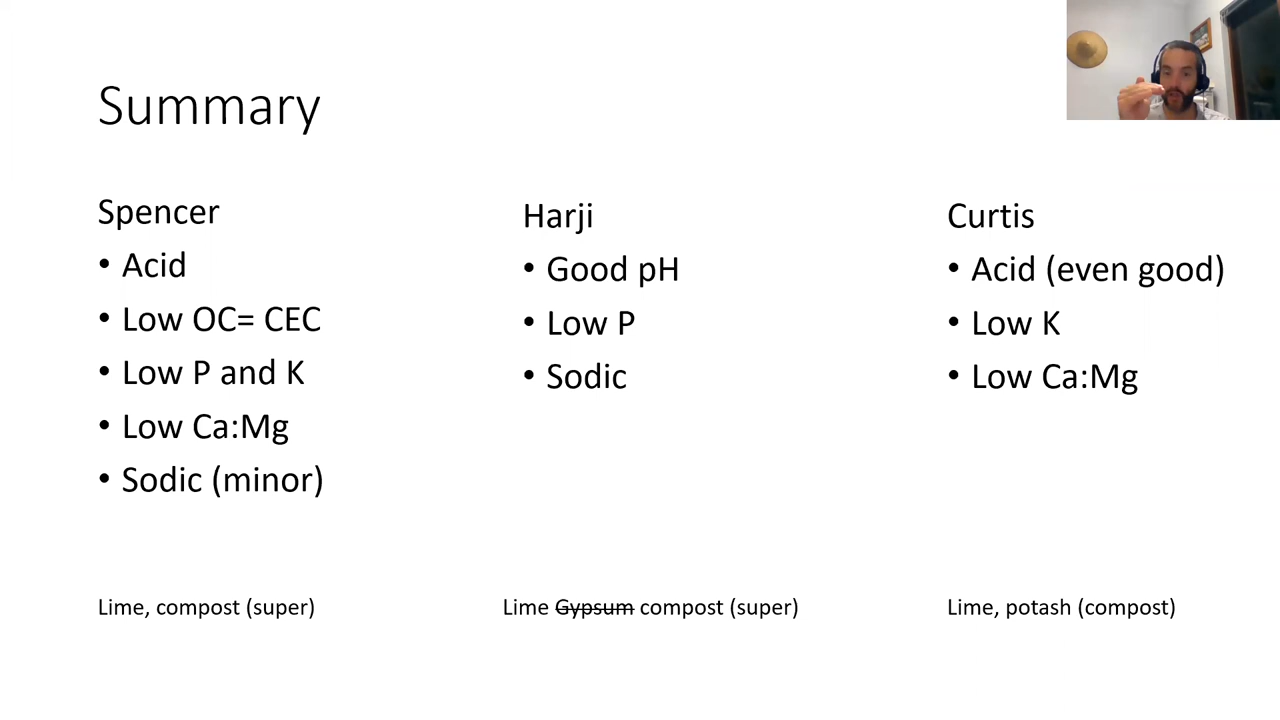 Summary
Spencer
• Acid
• Low OC= CEC
• Low P and K
• Low Ca:Mg
• Sodic (minor)
Lime, compost (super)
Harji
• Good pH
• Low P
• Sodic
Lime Gypsum compost (super)
Curtis
• Acid (even good)
• Low K
• Low Ca:Mg
Lime, potash (compost)